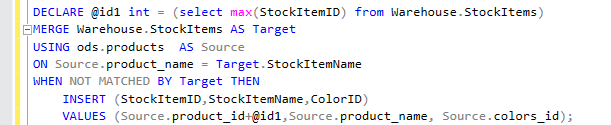 DECLARE @id1 int = (select max(StockItemID) from Warehouse.StockItems)
MERGE Warehouse.StockItems AS Target
USING ods.products  AS Source
ON Source.product_name = Target.StockItemName
WHEN NOT MATCHED BY Target THEN
    INSERT (StockItemID,StockItemName,ColorID)
    VALUES (Source.product_id+@id1,Source.product_name, Source.colors_id);